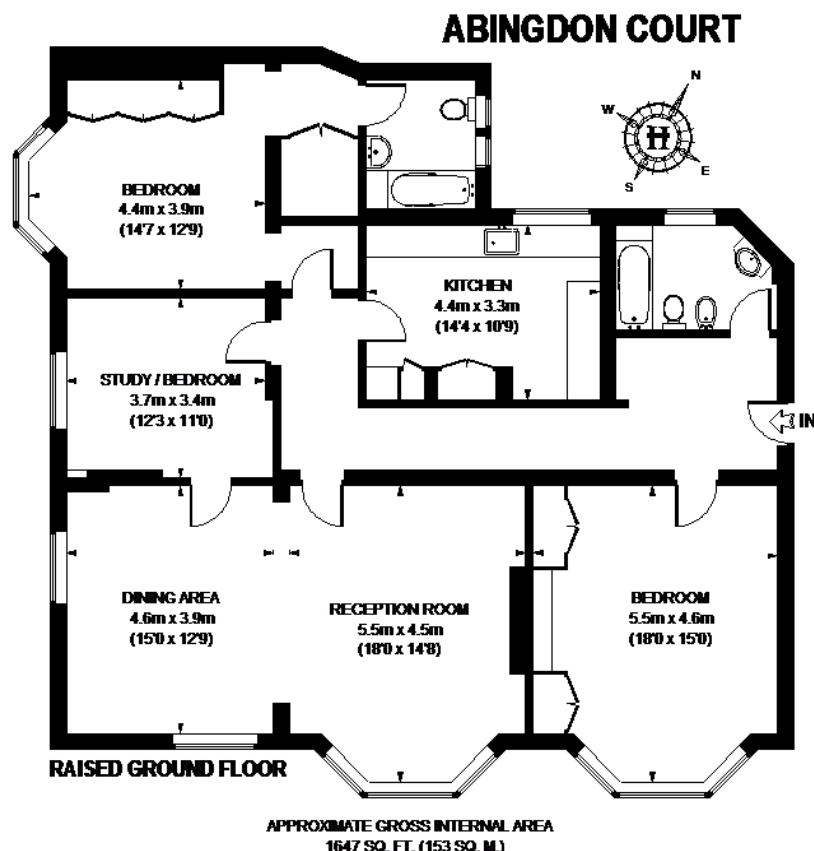 ABINGDON COURT
N
W
H
E
S
BEDROOM
4.4m x 3.9m
(14'7 x 12'9)
KITCHEN
4.4m x 3.3m
(14'4 x 10'9)
STUDY / BEDROOM
3.7m x 3.4m
(12'3 x 11'0)
IN
DINING AREA
4.6m x 3.9m
(15'0 x 12'9)
RECEPTION ROOM
5.5m x 4.5m
(18'0 x 14'8)
BEDROOM
5.5m x 4.6m
(18'0 x 15'0)
RAISED GROUND FLOOR
APPROXIMATE GROSS INTERNAL AREA
1647 SQ. FT. (153 SQ. M.)